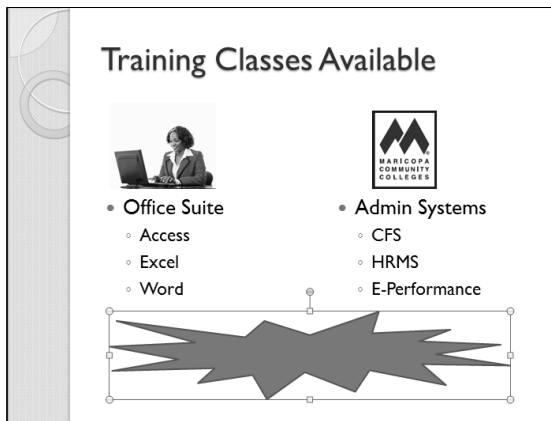 Training Classes Available
MARICOPA
COMMUNITY
COLLEGES
Office Suite
Access
Excel
Word
Admin Systems
CFS
HRMS
E-Performance